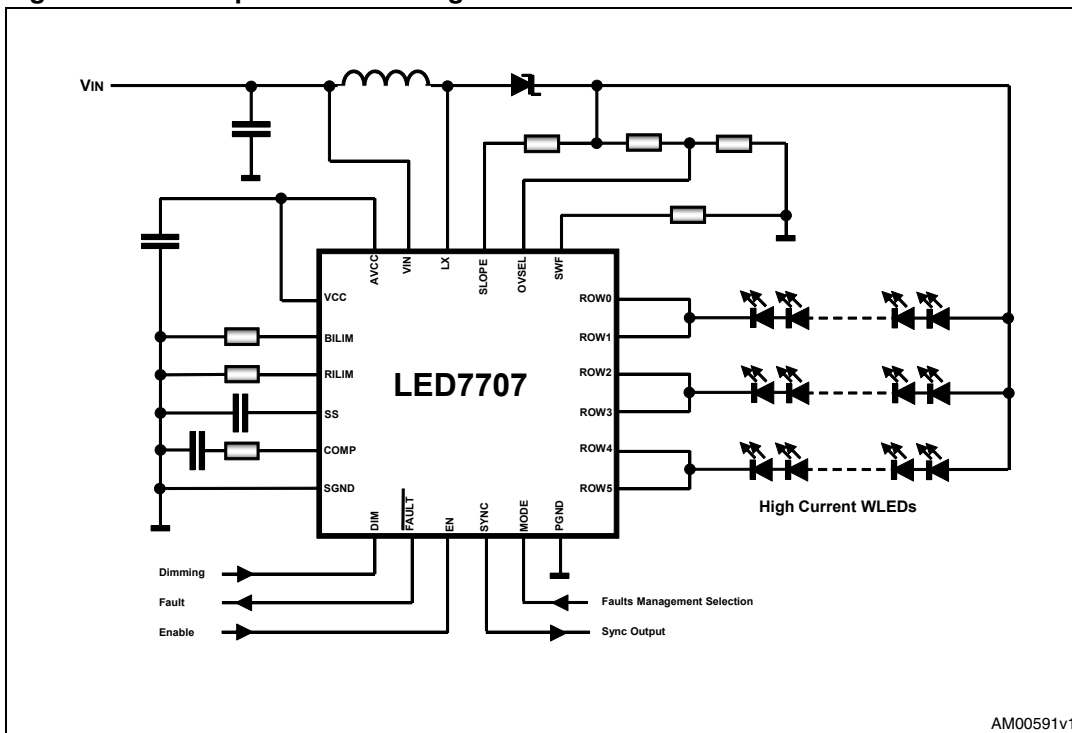 VIN
AVCC
VIN
LX
SLOPE
OVSEL
SWF
VCC
BILIM
RILIM
SS
COMP
SGND
LED7707
ROW0
ROW1
ROW2
ROW3
ROW4
ROW5
High Current WLEDs
DIM
FAULT
EN
SYNC
MODE
PGND
Dimming
Fault
Enable
Faults Management Selection
Sync Output
AM00591v1